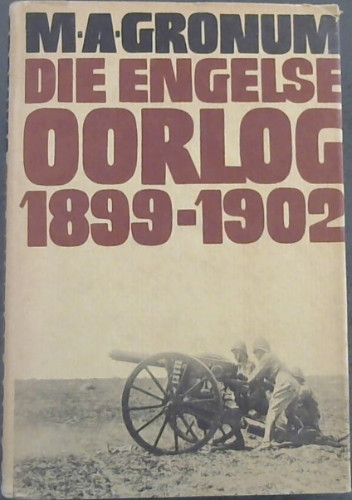 M·A·GRONUM
DIE ENGELSE
OORLOG
1899-1902